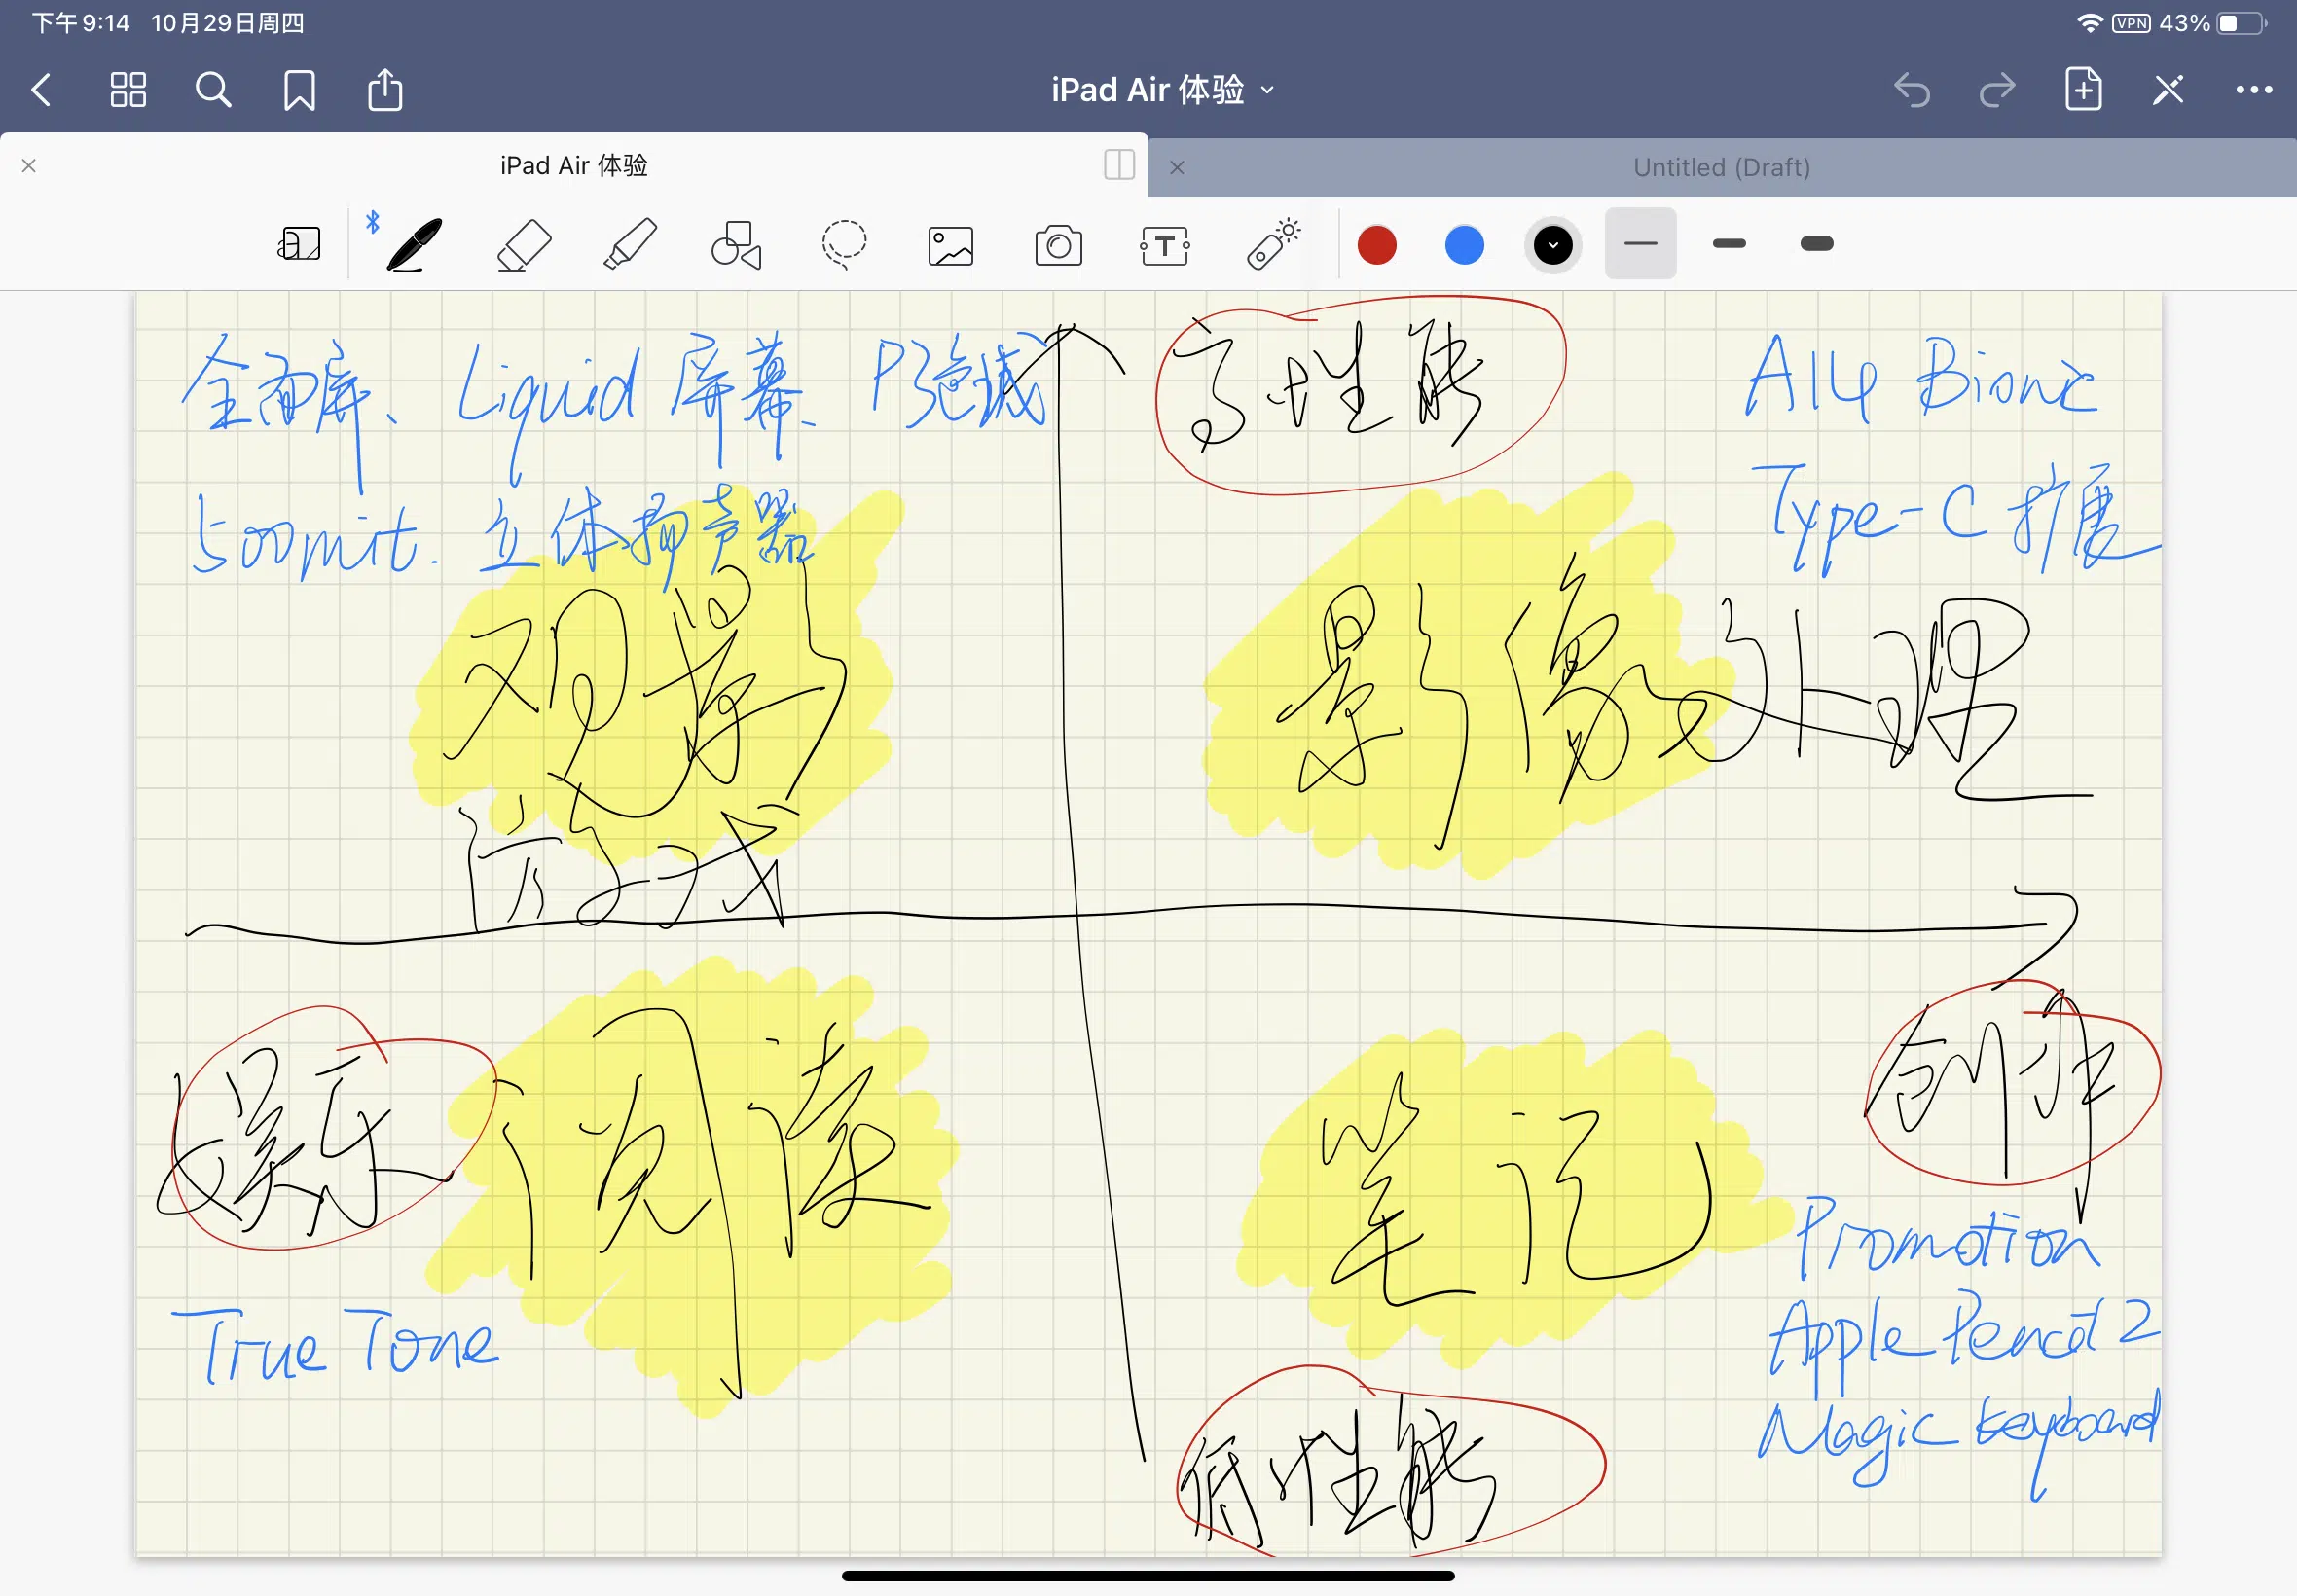 下午9:14 10月29日周四
VPN 43%
iPad Air 体验
iPad Air 体验
Untitled (Draft)
全面屏、Liquid 屏幕、P3色域
高性能
A14 Bionic
500nit. 立体扬声器
Type-C 扩展
观影
影像处理
游戏
娱乐
阅读
笔记
创作
True Tone
Promotion
Apple Pencil 2
Magic keyboard
低性能